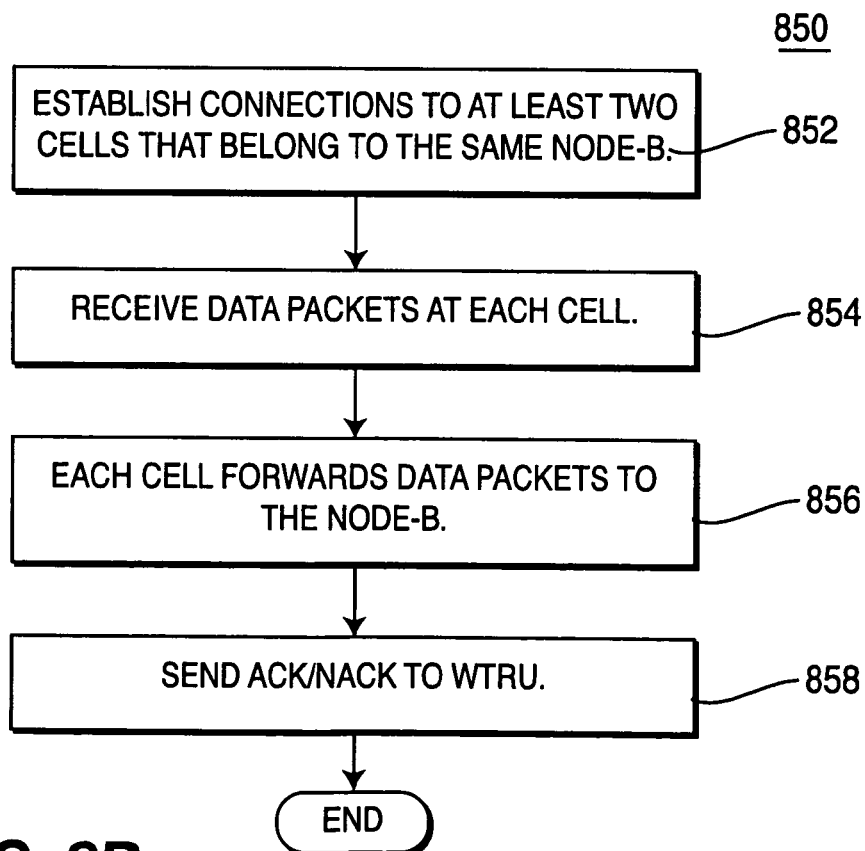 850
ESTABLISH CONNECTIONS TO AT LEAST TWO
CELLS THAT BELONG TO THE SAME NODE-B.
852
RECEIVE DATA PACKETS AT EACH CELL.
854
EACH CELL FORWARDS DATA PACKETS TO
THE NODE-B.
856
SEND ACK/NACK TO WTRU.
858
END